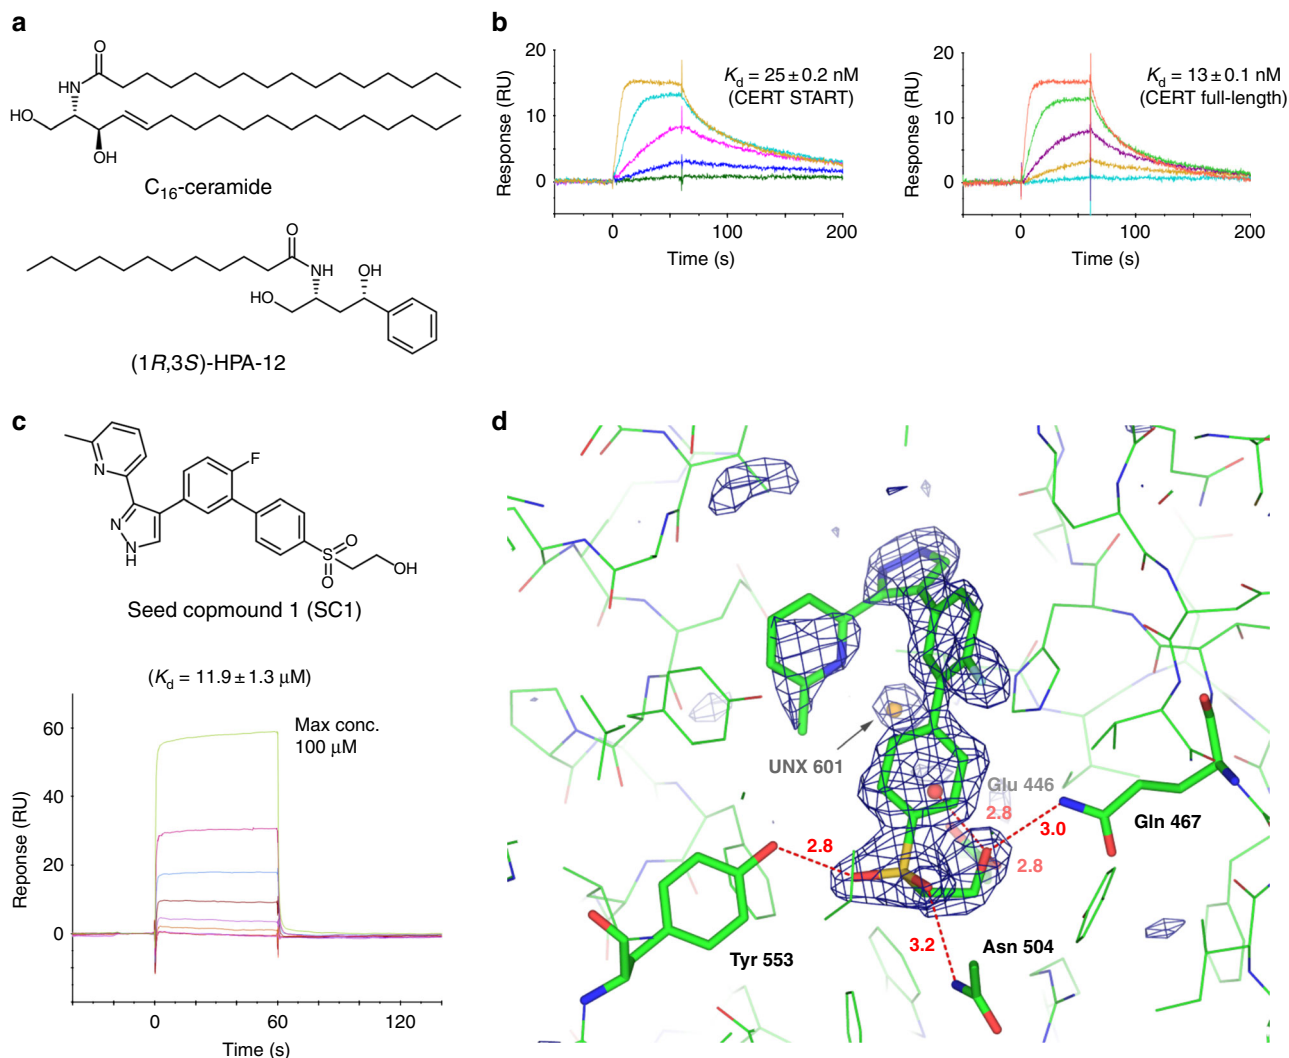 a
O
HN
HO
OH
C16-ceramide
O
NH
OH
HO
(1R,3S)-HPA-12
b
20
10
0
Response (RU)
Kd = 25 ± 0.2 nM
(CERT START)
0
100
200
Time (s)
20
10
0
Response (RU)
Kd = 13 ± 0.1 nM
(CERT full-length)
0
100
200
Time (s)
c
N
F
N
N
H
S
O
O
OH
Seed copmound 1 (SC1)
(Kd = 11.9 ± 1.3 μM)
Max conc.
100 μM
60
40
20
0
Reponse (RU)
0
60
120
Time (s)
d
UNX 601
Glu 446
2.8
3.0
Gln 467
2.8
2.8
3.2
Asn 504
Tyr 553